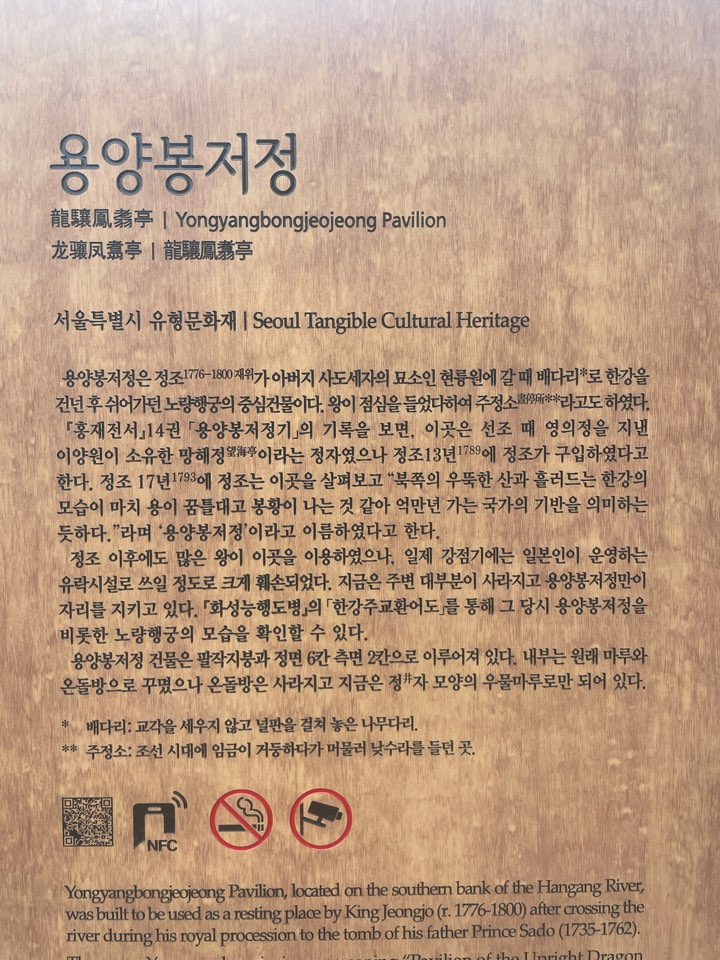 용양봉저정
龍驤鳳翥亭 | Yongyangbongjeojeong Pavilion
龙骧凤翥亭 | 龍驤鳳翥亭
서울특별시 유형문화재 | Seoul Tangible Cultural Heritage
용양봉저정은 정조1776-1800 재위가 아버지 사도세자의 묘소인 현륭원에 갈 때 배다리*로 한강을
건넌 후 쉬어가던 노량행궁의 중심건물이다. 왕이 점심을 들었다하여 주정소晝停所**라고도 하였다.
『홍재전서』14권 「용양봉저정기」의 기록을 보면, 이곳은 선조 때 영의정을 지낸
이양원이 소유한 망해정望海亭이라는 정자였으나 정조13년1789에 정조가 구입하였다고
한다. 정조 17년1793에 정조는 이곳을 살펴보고 “북쪽의 우뚝한 산과 흘러드는 한강의
모습이 마치 용이 꿈틀대고 봉황이 나는 것 같아 억만년 가는 국가의 기반을 의미하는
듯하다.”라며 ‘용양봉저정’이라고 이름하였다고 한다.
정조 이후에도 많은 왕이 이곳을 이용하였으나, 일제 강점기에는 일본인이 운영하는
유락시설로 쓰일 정도로 크게 훼손되었다. 지금은 주변 대부분이 사라지고 용양봉저정만이
자리를 지키고 있다. 『화성능행도병』의 「한강주교환어도」를 통해 그 당시 용양봉저정을
비롯한 노량행궁의 모습을 확인할 수 있다.
용양봉저정 건물은 팔작지붕과 정면 6칸 측면 2칸으로 이루어져 있다. 내부는 원래 마루와
온돌방으로 꾸몄으나 온돌방은 사라지고 지금은 정井자 모양의 우물마루로만 되어 있다.
* 배다리: 교각을 세우지 않고 널판을 걸쳐 놓은 나무다리.
** 주정소: 조선 시대에 임금이 거둥하다가 머물러 낮수라를 들던 곳.
NFC
Yongyangbongjeojeong Pavilion, located on the southern bank of the Hangang River,
was built to be used as a resting place by King Jeongjo (r. 1776-1800) after crossing the
river during his royal procession to the tomb of his father Prince Sado (1735-1762).
"Pavilion of the Upright Dragon